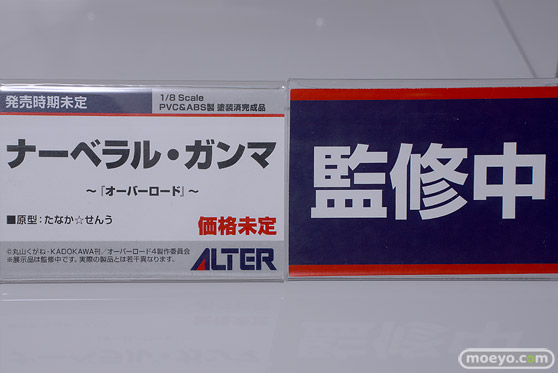 発売時期未定
1/8 Scale
PVC&ABS製 塗装済完成品
ナーベラル・ガンマ
〜『オーバーロード』〜
■原型:たなか☆せんう
価格未定
©丸山くがね・KADOKAWA刊/オーバーロード4製作委員会
※展示品は監修中です。実際の製品とは若干異なります。
ALTER
監修中
moeyo.com